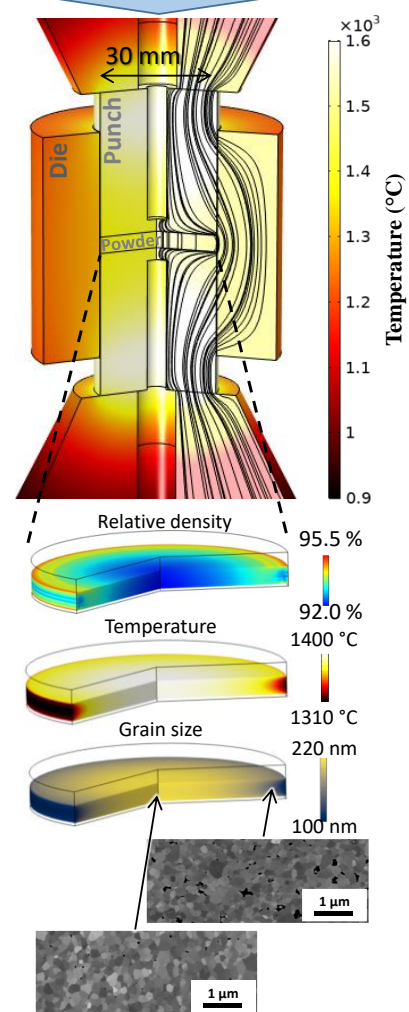 ×10³
1.6
30 mm
Punch
Die
1.5
1.4
Powder
1.3
Temperature (°C)
1.2
1.1
1
0.9
Relative density
95.5 %
92.0 %
Temperature
1400 °C
1310 °C
Grain size
220 nm
100 nm
1 μm
1 μm